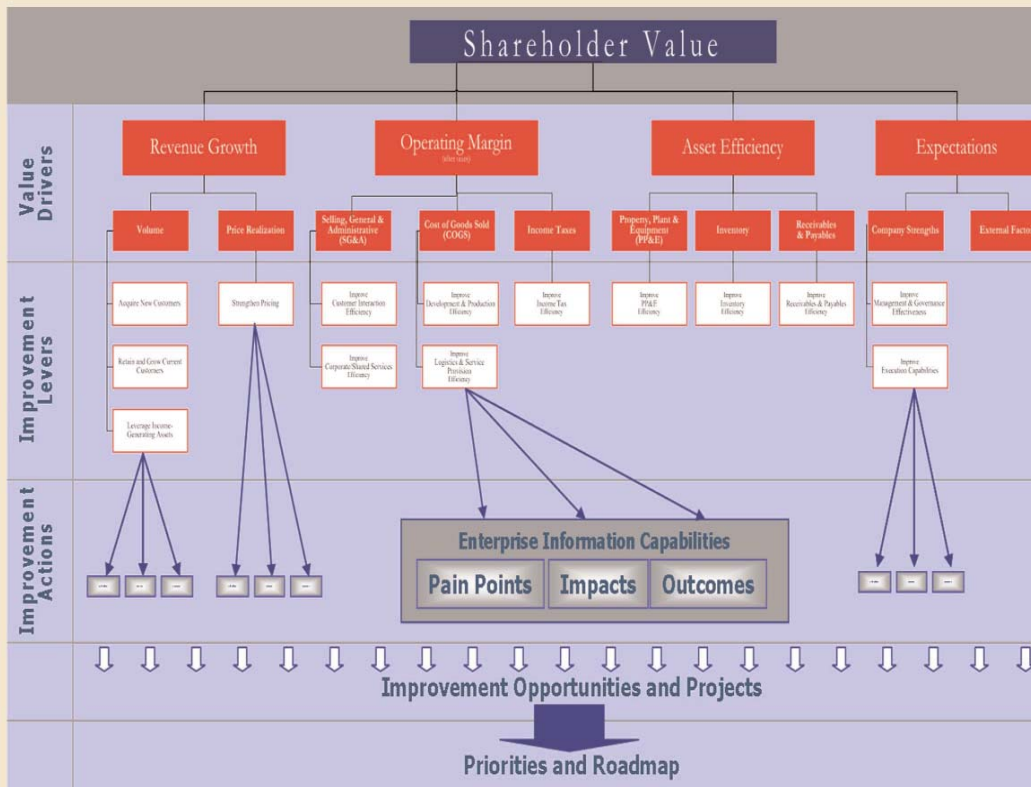 Shareholder Value
Value
Drivers
Revenue Growth
Operating Margin
Asset Efficiency
Expectations
Volume
Price Realization
Selling, General &
Administrative (SG&A)
Cost of Goods Sold
(COGS)
Income Taxes
Property, Plant &
Equipment (PP&E)
Inventory
Receivables
& Payables
Company Strengths
External Facto
Improvement
Levers
Acquire New Customers
Retain and Grow Current
Customers
Leverage Income-
Generating Assets
Strengthen Pricing
Improve
Customer Interaction
Efficiency
Improve
Corporate/Shared Services
Efficiency
Improve
Development & Production
Efficiency
Improve
Logistics & Service
Provision
Efficiency
Improve
Income Tax
Efficiency
Improve
PP&E
Efficiency
Improve
Inventory
Efficiency
Improve
Receivables & Payables
Efficiency
Improve
Management & Governance
Effectiveness
Improve
Execution Capabilities
Improvement
Actions
Enterprise Information Capabilities
Pain Points
Impacts
Outcomes
Improvement Opportunities and Projects
Priorities and Roadmap